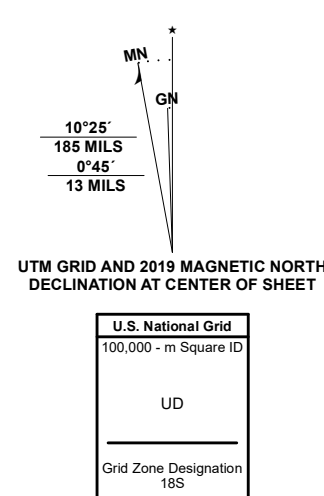 ★
MN
GN
10°25´
185 MILS
0°45´
13 MILS
UTM GRID AND 2019 MAGNETIC NORTH
DECLINATION AT CENTER OF SHEET
U.S. National Grid
100,000 - m Square ID
UD
Grid Zone Designation
18S